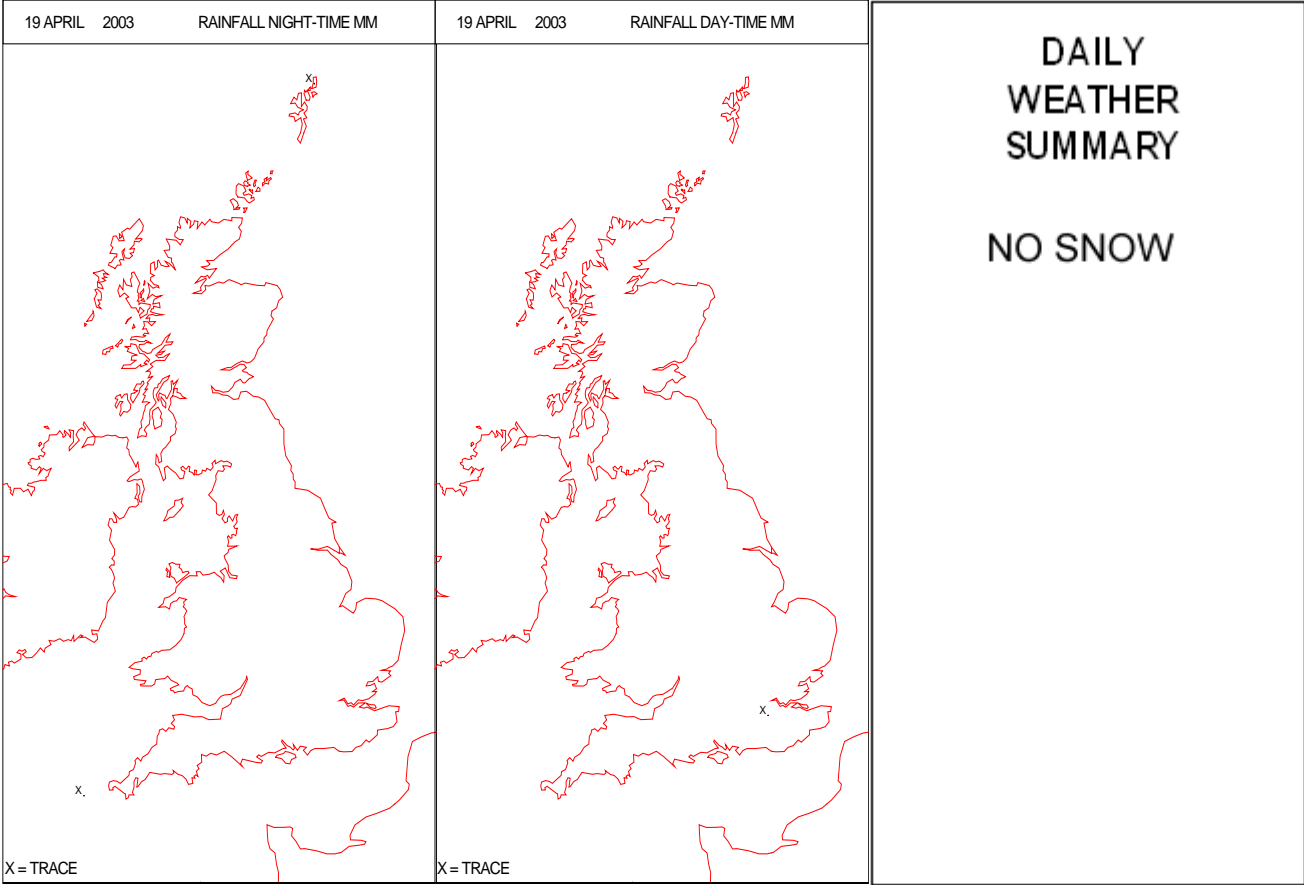 19 APRIL 2003 RAINFALL NIGHT-TIME MM
x
x.
X = TRACE
19 APRIL 2003 RAINFALL DAY-TIME MM
x.
X = TRACE
DAILY
WEATHER
SUMMARY
NO SNOW